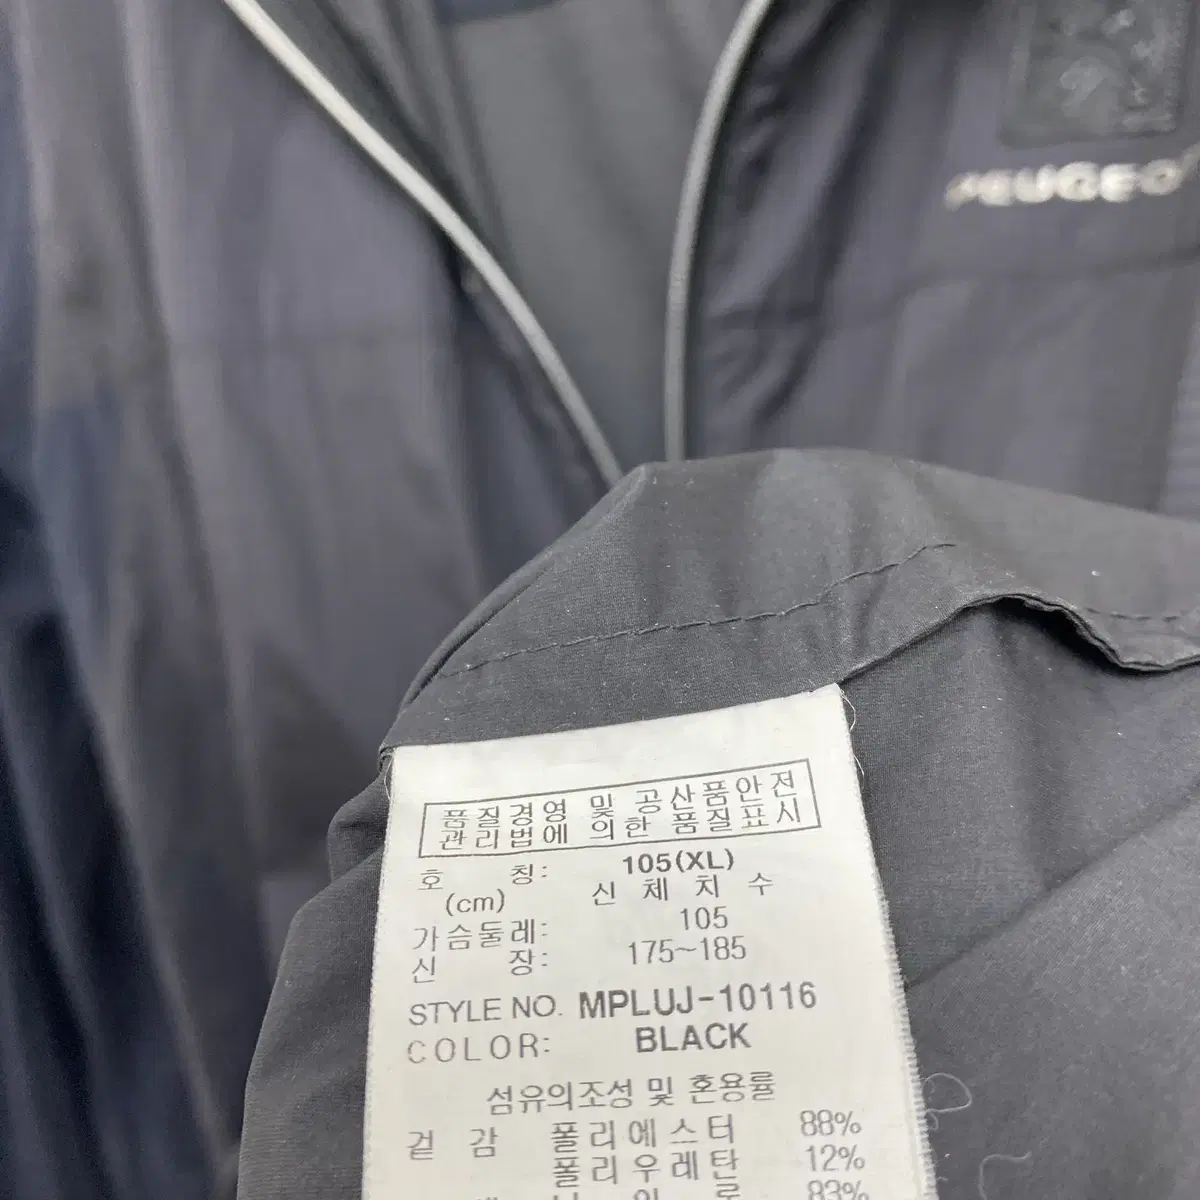 PEUGEO
품질경영 및 공산품안전
관리법에 의한 품질표시
호 칭: 105(XL)
(cm) 신 체 치 수
가슴둘레: 105
신 장: 175~185
STYLE NO. MPLUJ-10116
COLOR: BLACK
섬유의조성 및 혼용률
겉 감 폴리에스터 88%
폴리우레탄 12%
83%